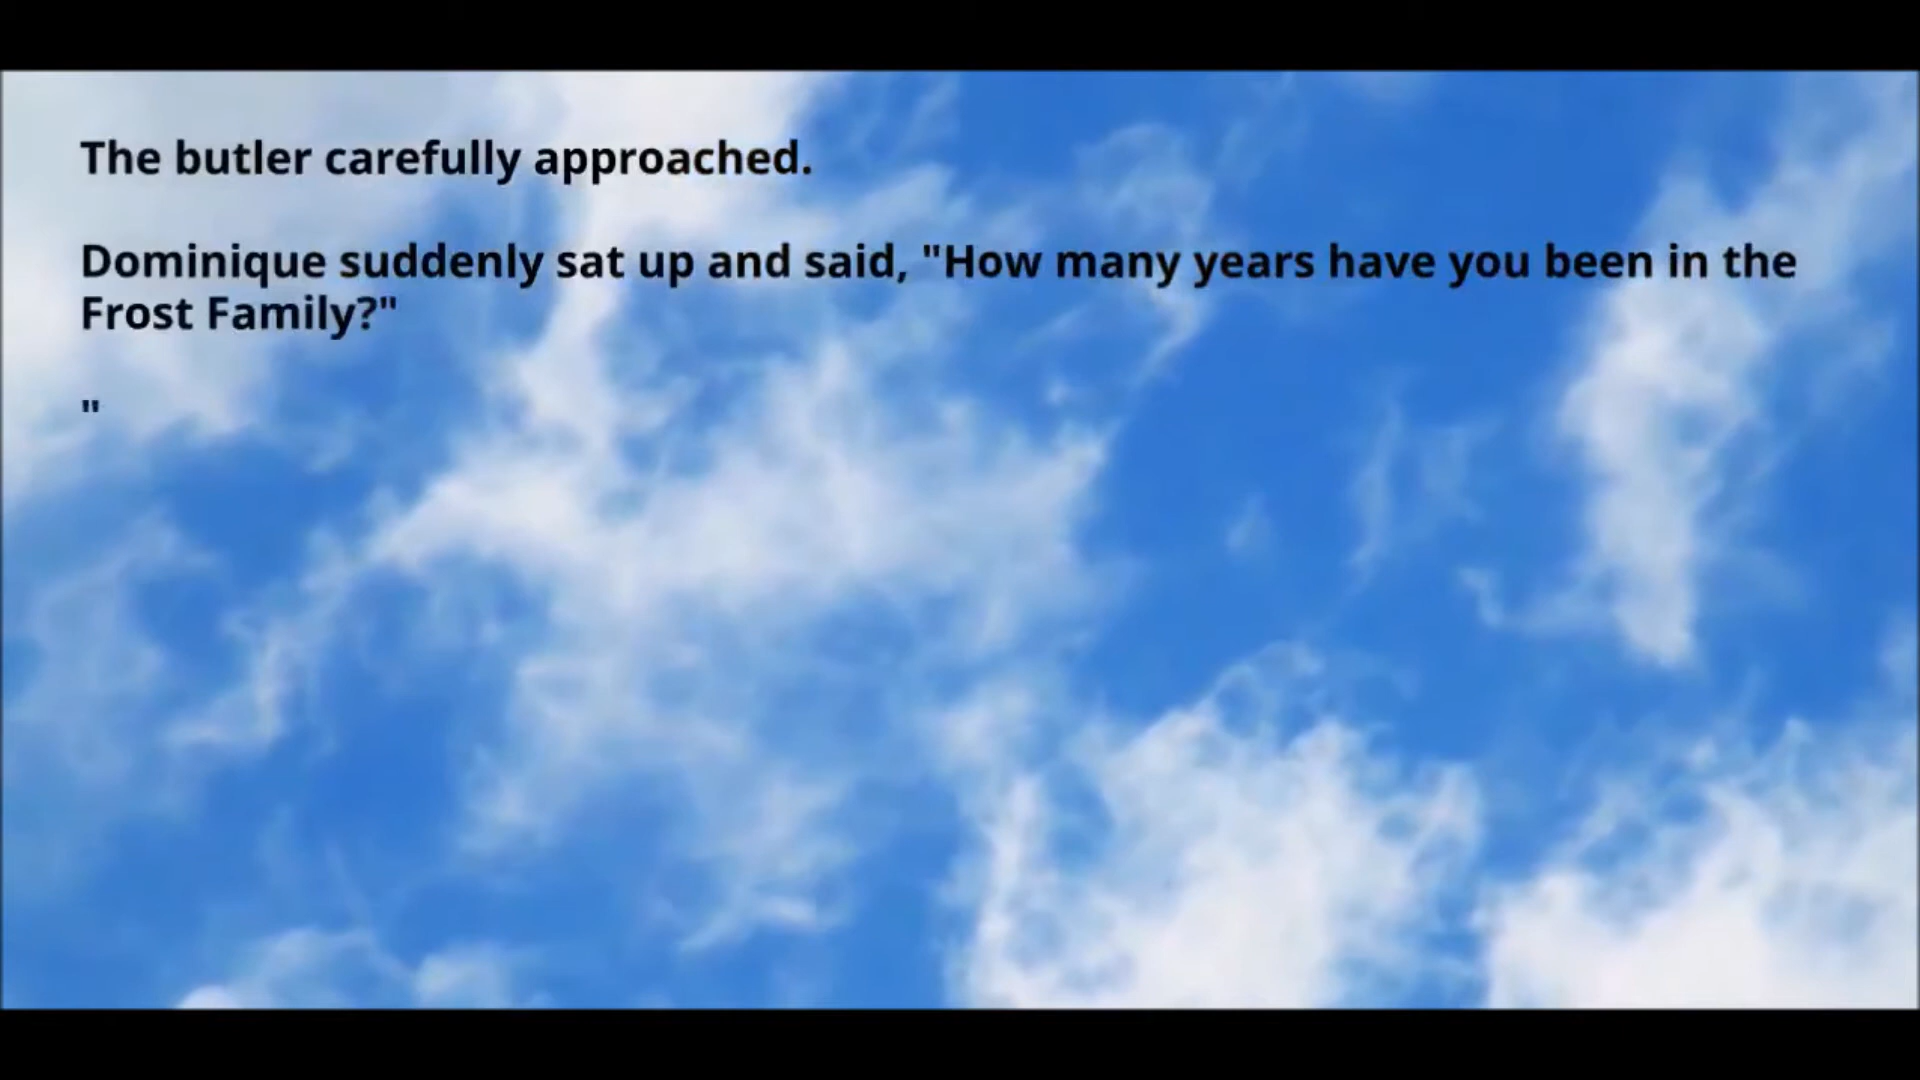 The butler carefully approached.
Dominique suddenly sat up and said, "How many years have you been in the
Frost Family?"
"